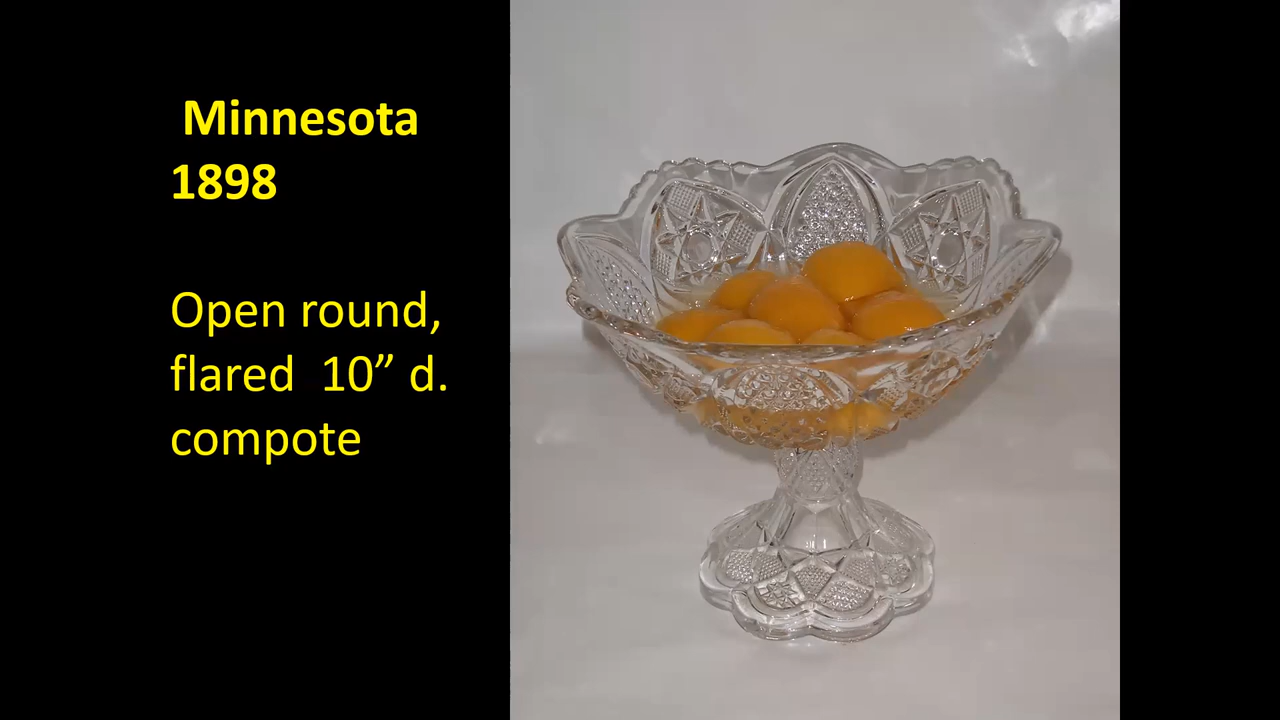 Minnesota
1898
Open round,
flared  10” d.
compote